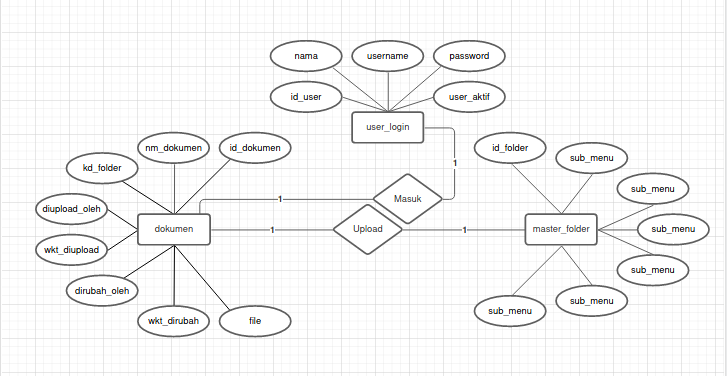 nama
username
password
id_user
user_aktif
user_login
nm_dokumen
id_dokumen
id_folder
sub_menu
1
kd_folder
sub_menu
diupload_oleh
1
Masuk
dokumen
1
Upload
1
master_folder
sub_menu
wkt_diupload
sub_menu
dirubah_oleh
sub_menu
sub_menu
wkt_dirubah
file